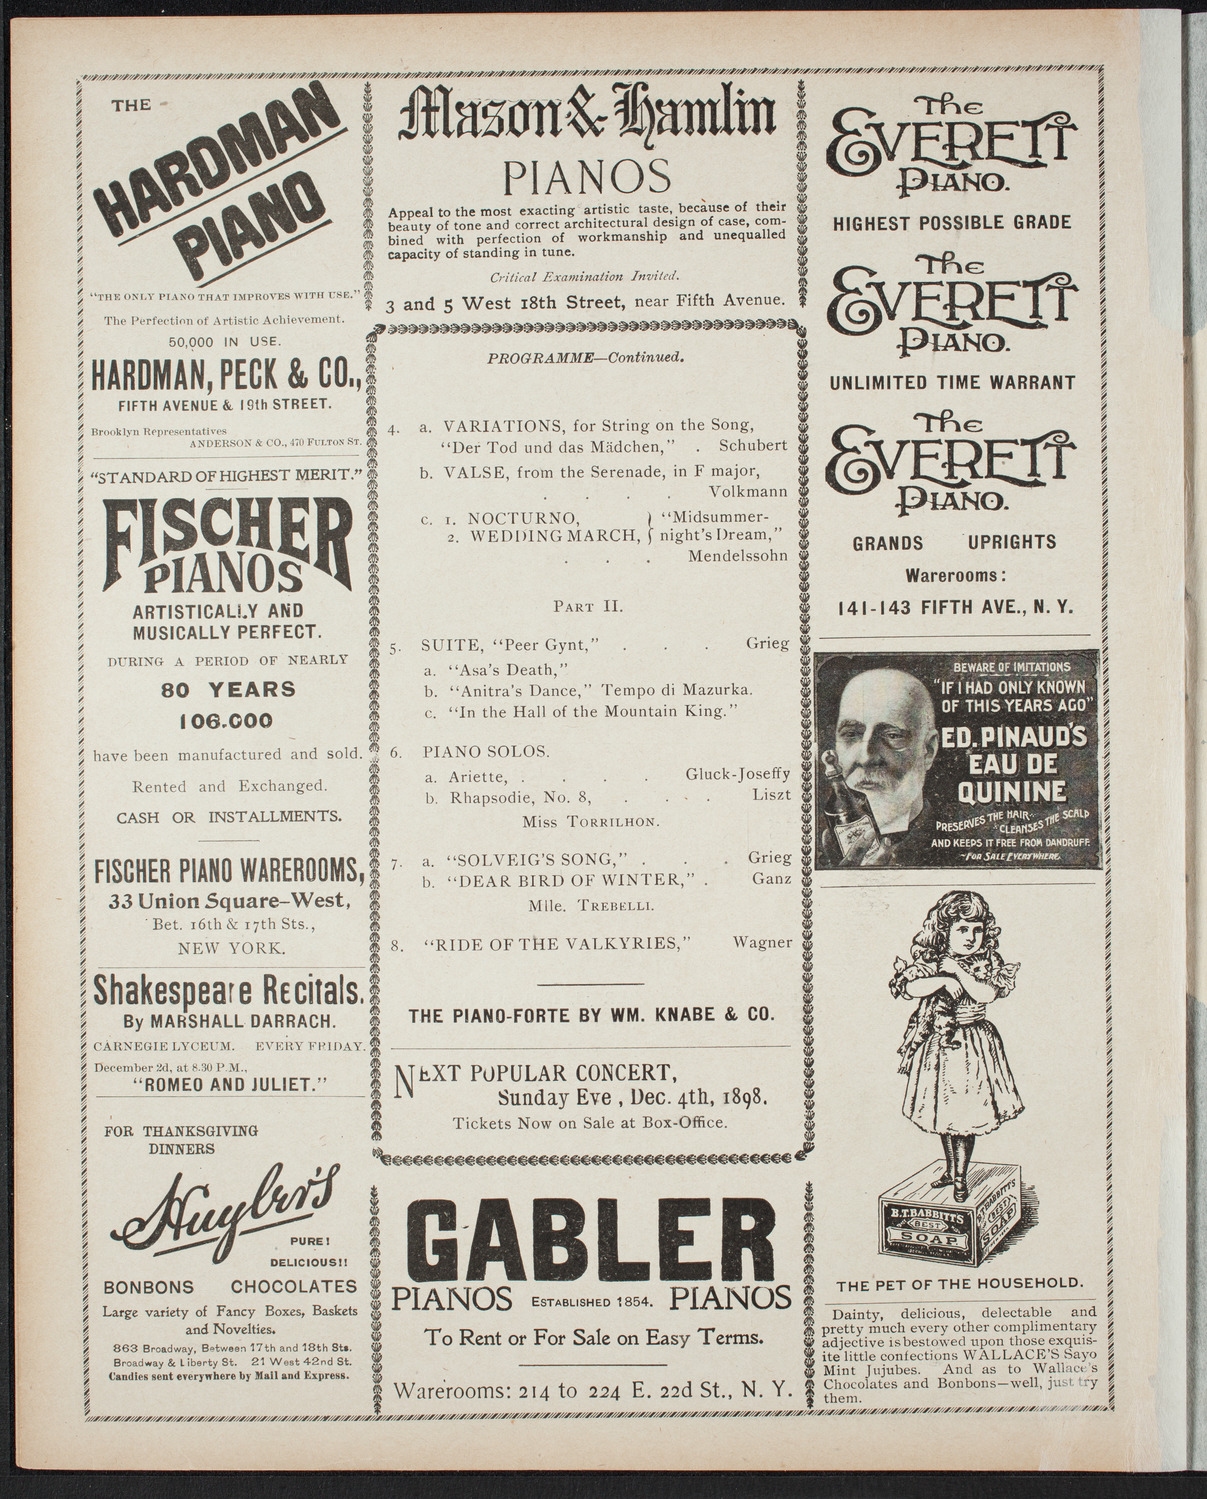 THE
HARDMAN
PIANO
"THE ONLY PIANO THAT IMPROVES WITH USE."
The Perfection of Artistic Achievement.
50,000 IN USE.
HARDMAN, PECK & CO.,
FIFTH AVENUE & 19th STREET.
Brooklyn Representatives
ANDERSON & CO., 470 FULTON ST.
"STANDARD OF HIGHEST MERIT."
FISCHER
PIANOS
ARTISTICALLY AND
MUSICALLY PERFECT.
DURING A PERIOD OF NEARLY
80 YEARS
106.000
have been manufactured and sold.
Rented and Exchanged.
CASH OR INSTALLMENTS.
FISCHER PIANO WAREROOMS,
33 Union Square—West,
Bet. 16th & 17th Sts.,
NEW YORK.
Shakespeare Recitals.
By MARSHALL DARRACH.
CARNEGIE LYCEUM. EVERY FRIDAY.
December 2d, at 8.30 P.M.,
"ROMEO AND JULIET."
FOR THANKSGIVING
DINNERS
Huyler's
PURE!
DELICIOUS!!
BONBONS CHOCOLATES
Large variety of Fancy Boxes, Baskets
and Novelties.
863 Broadway, Between 17th and 18th Sts.
Broadway & Liberty St. 21 West 42nd St.
Candies sent everywhere by Mail and Express.
Mason & Hamlin
PIANOS
Appeal to the most exacting artistic taste, because of their
beauty of tone and correct architectural design of case, com-
bined with perfection of workmanship and unequalled
capacity of standing in tune.
Critical Examination Invited.
3 and 5 West 18th Street, near Fifth Avenue.
PROGRAMME—Continued.
4. a. VARIATIONS, for String on the Song,
"Der Tod und das Mädchen," . Schubert
b. VALSE, from the Serenade, in F major,
. . . . Volkmann
c. 1. NOCTURNO, } "Midsummer-
2. WEDDING MARCH, { night's Dream,"
. . . Mendelssohn
PART II.
5. SUITE, "Peer Gynt," . . . Grieg
a. "Asa's Death,"
b. "Anitra's Dance," Tempo di Mazurka.
c. "In the Hall of the Mountain King."
6. PIANO SOLOS.
a. Ariette, . . . . Gluck-Joseffy
b. Rhapsodie, No. 8, . . . Liszt
Miss TORRILHON.
7. a. "SOLVEIG'S SONG," . . . Grieg
b. "DEAR BIRD OF WINTER," . Ganz
Mlle. TREBELLI.
8. "RIDE OF THE VALKYRIES," Wagner
THE PIANO-FORTE BY WM. KNABE & CO.
NEXT POPULAR CONCERT,
Sunday Eve , Dec. 4th, 1898.
Tickets Now on Sale at Box-Office.
GABLER
PIANOS ESTABLISHED 1854. PIANOS
To Rent or For Sale on Easy Terms.
Warerooms: 214 to 224 E. 22d St., N. Y.
The
EVERETT
PIANO.
HIGHEST POSSIBLE GRADE
The
EVERETT
PIANO.
UNLIMITED TIME WARRANT
The
EVERETT
PIANO.
GRANDS UPRIGHTS
Warerooms:
141-143 FIFTH AVE., N. Y.
BEWARE OF IMITATIONS
"IF I HAD ONLY KNOWN
OF THIS YEARS AGO"
ED. PINAUD'S
EAU DE
QUININE
PRESERVES THE HAIR
CLEANSES THE SCALP
AND KEEPS IT FREE FROM DANDRUFF.
~FOR SALE EVERYWHERE.
B.T. BABBITT'S
BEST
SOAP
B.T. BABBITT'S
BEST
SOAP
THE PET OF THE HOUSEHOLD.
Dainty, delicious, delectable and
pretty much every other complimentary
adjective is bestowed upon those exquis-
ite little confections WALLACE'S Sayo
Mint Jujubes. And as to Wallace's
Chocolates and Bonbons—well, just try
them.